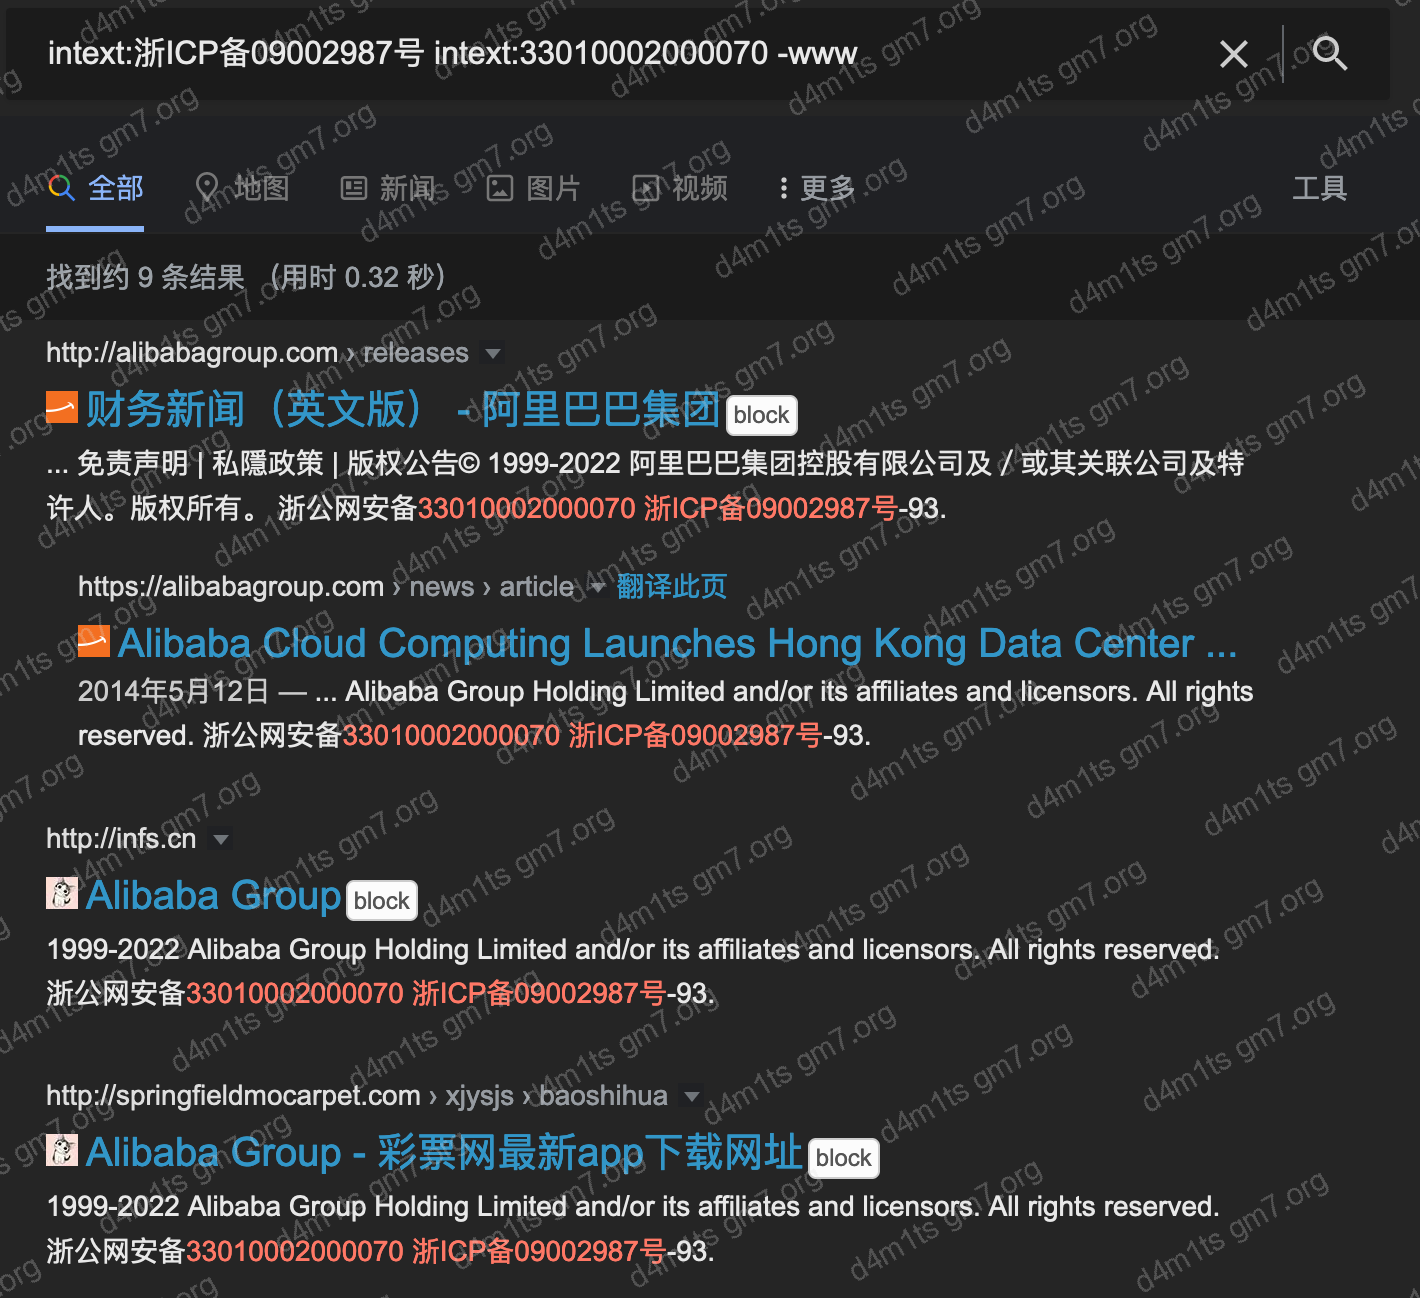 intext:浙ICP备09002987号 intext:33010002000070 -www
全部 地图 新闻 图片 视频 更多 工具
找到约 9 条结果 （用时 0.32 秒）
http://alibabagroup.com › releases
财务新闻（英文版） - 阿里巴巴集团 block
... 免责声明 | 私隱政策 | 版权公告© 1999-2022 阿里巴巴集团控股有限公司及 / 或其关联公司及特
许人。版权所有。 浙公网安备33010002000070 浙ICP备09002987号-93.
https://alibabagroup.com › news › article 翻译此页
Alibaba Cloud Computing Launches Hong Kong Data Center ...
2014年5月12日 — ... Alibaba Group Holding Limited and/or its affiliates and licensors. All rights
reserved. 浙公网安备33010002000070 浙ICP备09002987号-93.
http://infs.cn
Alibaba Group block
1999-2022 Alibaba Group Holding Limited and/or its affiliates and licensors. All rights reserved.
浙公网安备33010002000070 浙ICP备09002987号-93.
http://springfieldmocarpet.com › xjysjs › baoshihua
Alibaba Group - 彩票网最新app下载网址 block
1999-2022 Alibaba Group Holding Limited and/or its affiliates and licensors. All rights reserved.
浙公网安备33010002000070 浙ICP备09002987号-93.
d4m1ts gm7.org